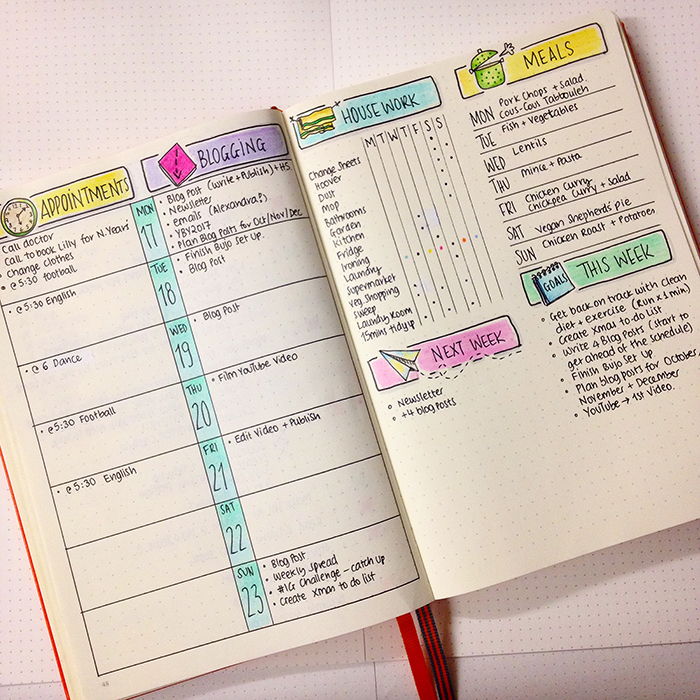 APPOINTMENTS
Call doctor
Call to book Lilly for N.Years
• Change clothes
• @ 5:30 football
• @ 5:30 English
• @ 6 Dance
• @ 5:30 Football
• @ 5:30 English
MON
17
TUE
18
WED
19
THU
20
FRI
21
SAT
22
SUN
23
BLOGGING
• Blog Post (write + Publish) + HS.
• Newsletter
• emails (Alexandra?)
• YBY2017
• Plan Blog Posts for Oct/Nov/Dec
• Finish Bujo Set Up.
• Blog Post
• Blog Post
• Film YouTube Video
• Edit Video + Publish
• Blog Post
• Weekly Spread
• #IG Challenge - catch up
• Create Xmas to do list
HOUSEWORK
M T W T F S S
Change Sheets
Hoover
Dust
Mop
Bathrooms
Garden
Kitchen
Fridge
Ironing
Laundry
Supermarket
Veg Shopping
Sweep
Laundry Room
15mins tidy up
NEXT WEEK
Newsletter
+4 blog posts
MEALS
MON Pork Chops + Salad.
Cous-Cous Tabbouleh
TUE Fish + Vegetables
WED Lentils
THU Mince + Pasta
FRI Chicken Curry
Chickpea Curry + Salad
SAT Vegan Shepherds Pie
SUN Chicken Roast + Potatoes
GOALS
THIS WEEK
Get back on track with Clean
diet + exercise (Run x 1 min)
Create Xmas to do List
Write 4 Blog Posts (start to
get ahead of the schedule)
Finish Bujo Set Up
Plan blog posts for October
November + December
YouTube → 1st Video.